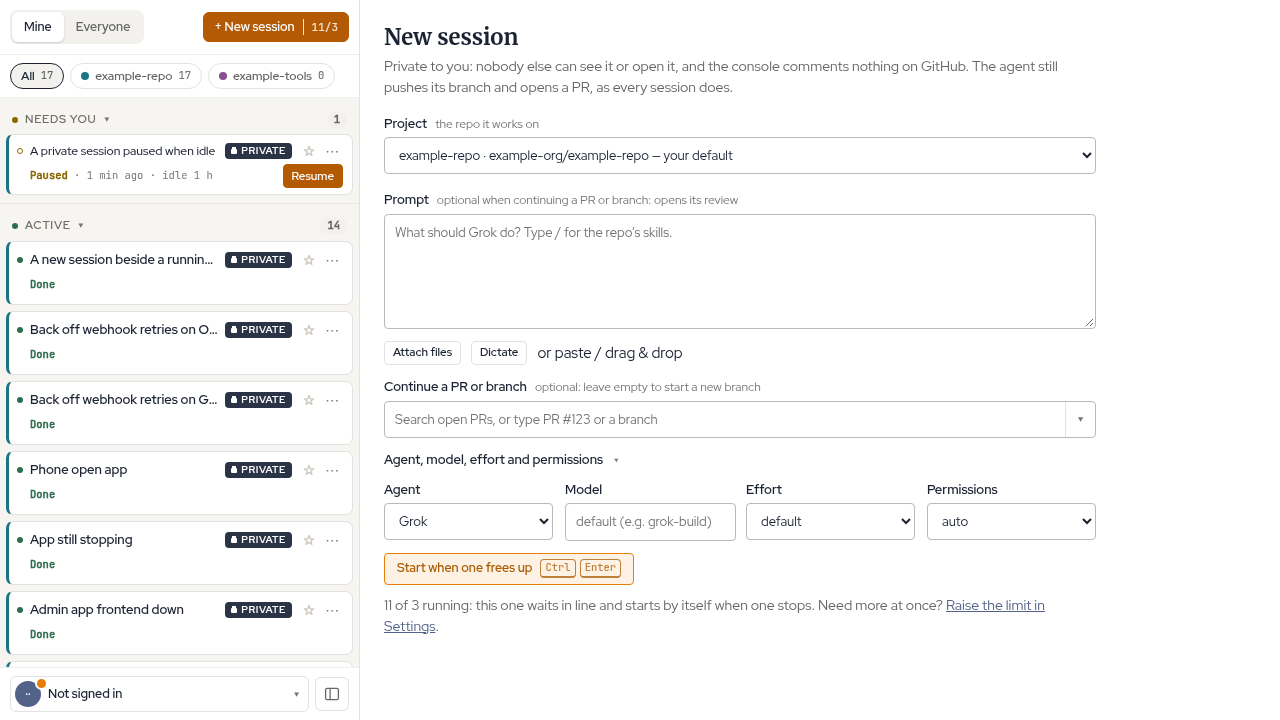 Mine
Everyone
+ New session 11/3
All 17
example-repo 17
example-tools 0
NEEDS YOU ▾ 1
A private session paused when idle PRIVATE ☆ ···
Paused · 1 min ago · idle 1 h
Resume
ACTIVE ▾ 14
A new session beside a runnin... PRIVATE ☆ ···
Done
Back off webhook retries on O... PRIVATE ☆ ···
Done
Back off webhook retries on G... PRIVATE ☆ ···
Done
Phone open app PRIVATE ☆ ···
Done
App still stopping PRIVATE ☆ ···
Done
Admin app frontend down PRIVATE ☆ ···
Done
Not signed in ▾
New session
Private to you: nobody else can see it or open it, and the console comments nothing on GitHub. The agent still
pushes its branch and opens a PR, as every session does.
Project the repo it works on
example-repo · example-org/example-repo — your default
Prompt optional when continuing a PR or branch: opens its review
What should Grok do? Type / for the repo's skills.
Attach files
Dictate
or paste / drag & drop
Continue a PR or branch optional: leave empty to start a new branch
Search open PRs, or type PR #123 or a branch ▾
Agent, model, effort and permissions ▾
Agent Model Effort Permissions
Grok default (e.g. grok-build) default auto
Start when one frees up Ctrl Enter
11 of 3 running: this one waits in line and starts by itself when one stops. Need more at once? Raise the limit in
Settings.